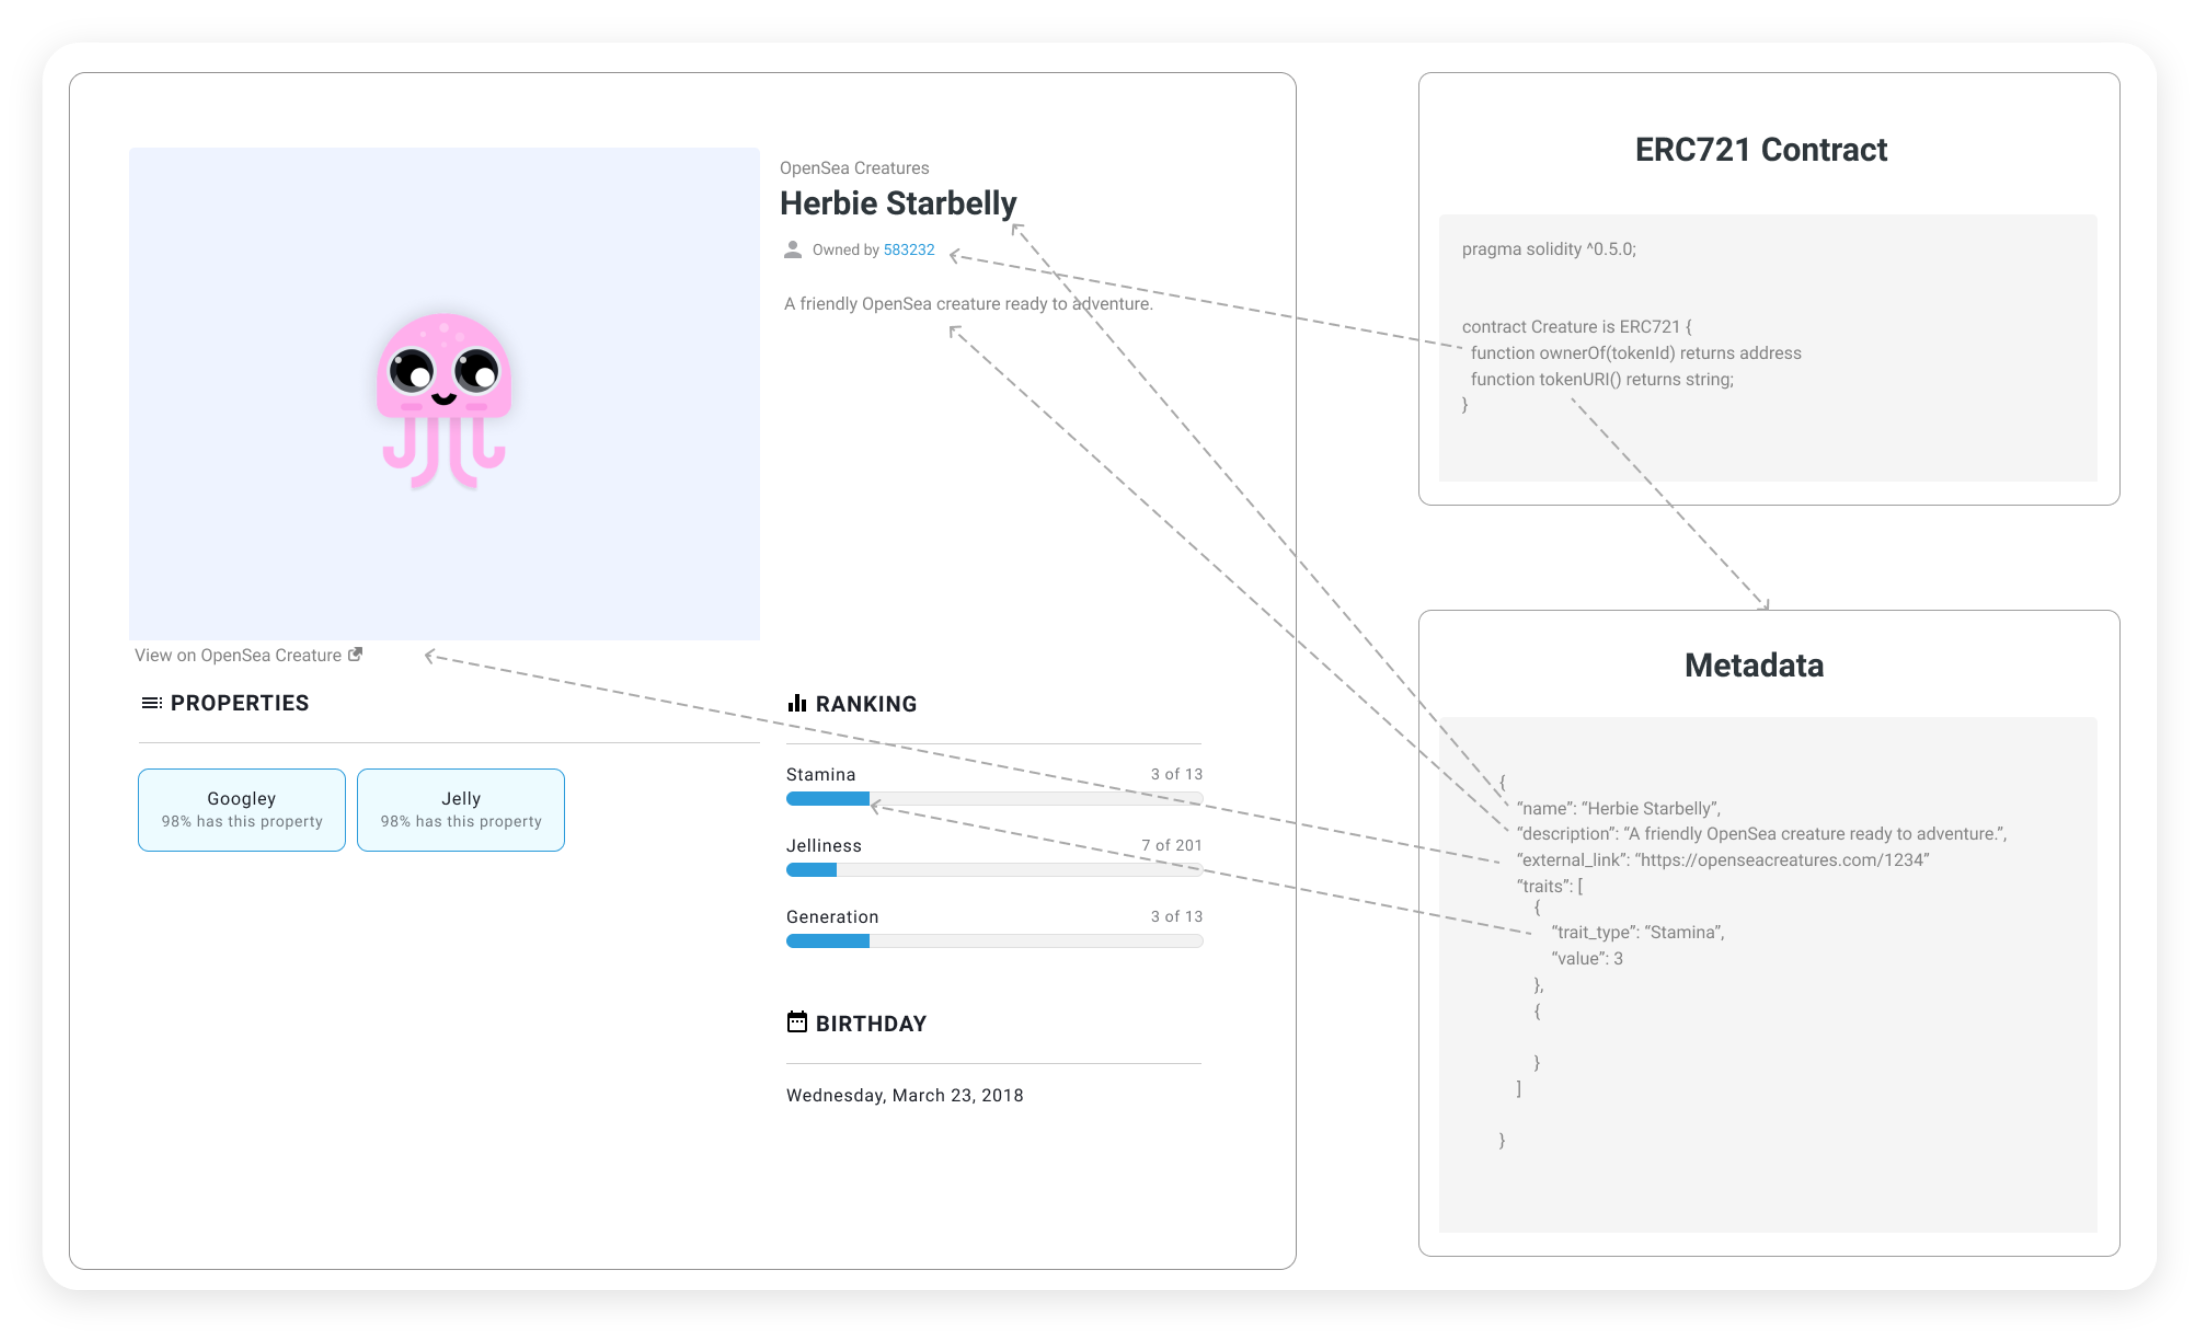 OpenSea Creatures
Herbie Starbelly
Owned by 583232
A friendly OpenSea creature ready to adventure.
View on OpenSea Creature
PROPERTIES
Googley
98% has this property
Jelly
98% has this property
RANKING
Stamina 3 of 13
Jelliness 7 of 201
Generation 3 of 13
BIRTHDAY
Wednesday, March 23, 2018
ERC721 Contract
pragma solidity ^0.5.0;
contract Creature is ERC721 {
function ownerOf(tokenId) returns address
function tokenURI() returns string;
}
Metadata
{
“name”: “Herbie Starbelly”,
“description”: “A friendly OpenSea creature ready to adventure.”,
“external_link”: “https://openseacreatures.com/1234”
“traits”: [
{
“trait_type”: “Stamina”,
“value”: 3
},
{
}
]
}